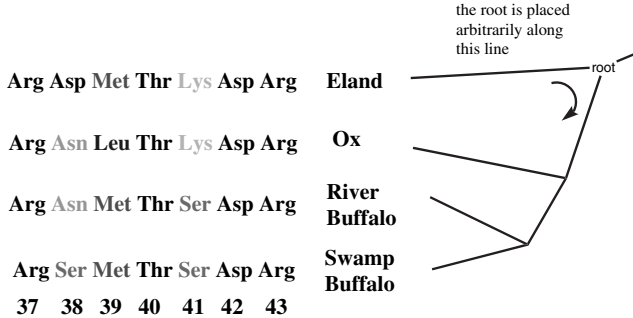 the root is placed
arbitrarily along
this line
root
Arg Asp Met Thr Lys Asp Arg Eland
Arg Asn Leu Thr Lys Asp Arg Ox
Arg Asn Met Thr Ser Asp Arg River Buffalo
Arg Ser Met Thr Ser Asp Arg Swamp Buffalo
37 38 39 40 41 42 43